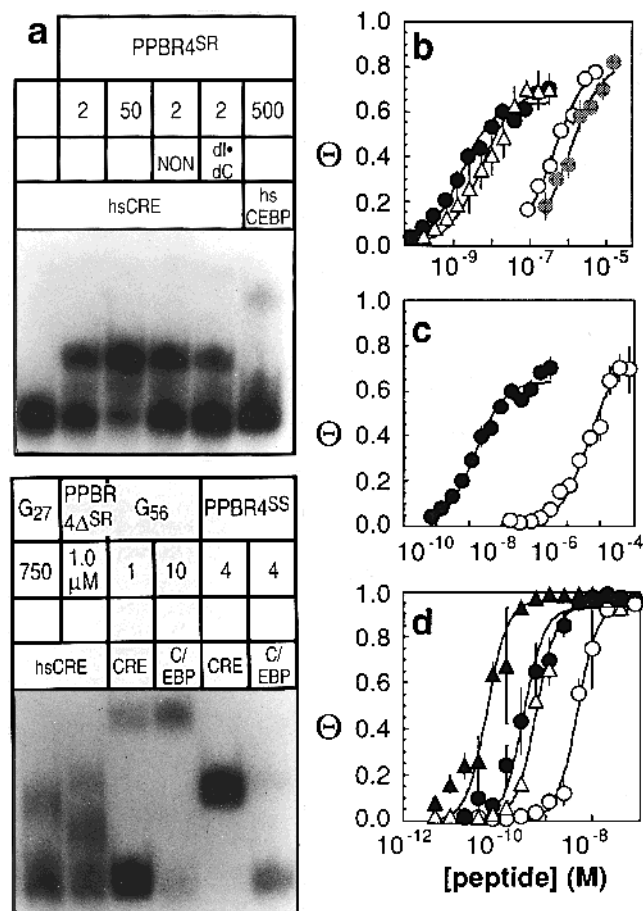 a
PPBR4SR
2 50 2 2 500
NON dI• dC
hsCRE hs CEBP
G27 PPBR 4ΔSR G56 PPBR4SS
750 1.0 μM 1 10 4 4
hsCRE CRE C/ EBP CRE C/ EBP
b
1.0
0.8
0.6
0.4
0.2
0.0
Θ
10-9 10-7 10-5
c
1.0
0.8
0.6
0.4
0.2
0.0
Θ
10-10 10-8 10-6 10-4
d
1.0
0.8
0.6
0.4
0.2
0.0
Θ
10-12 10-10 10-8
[peptide] (M)